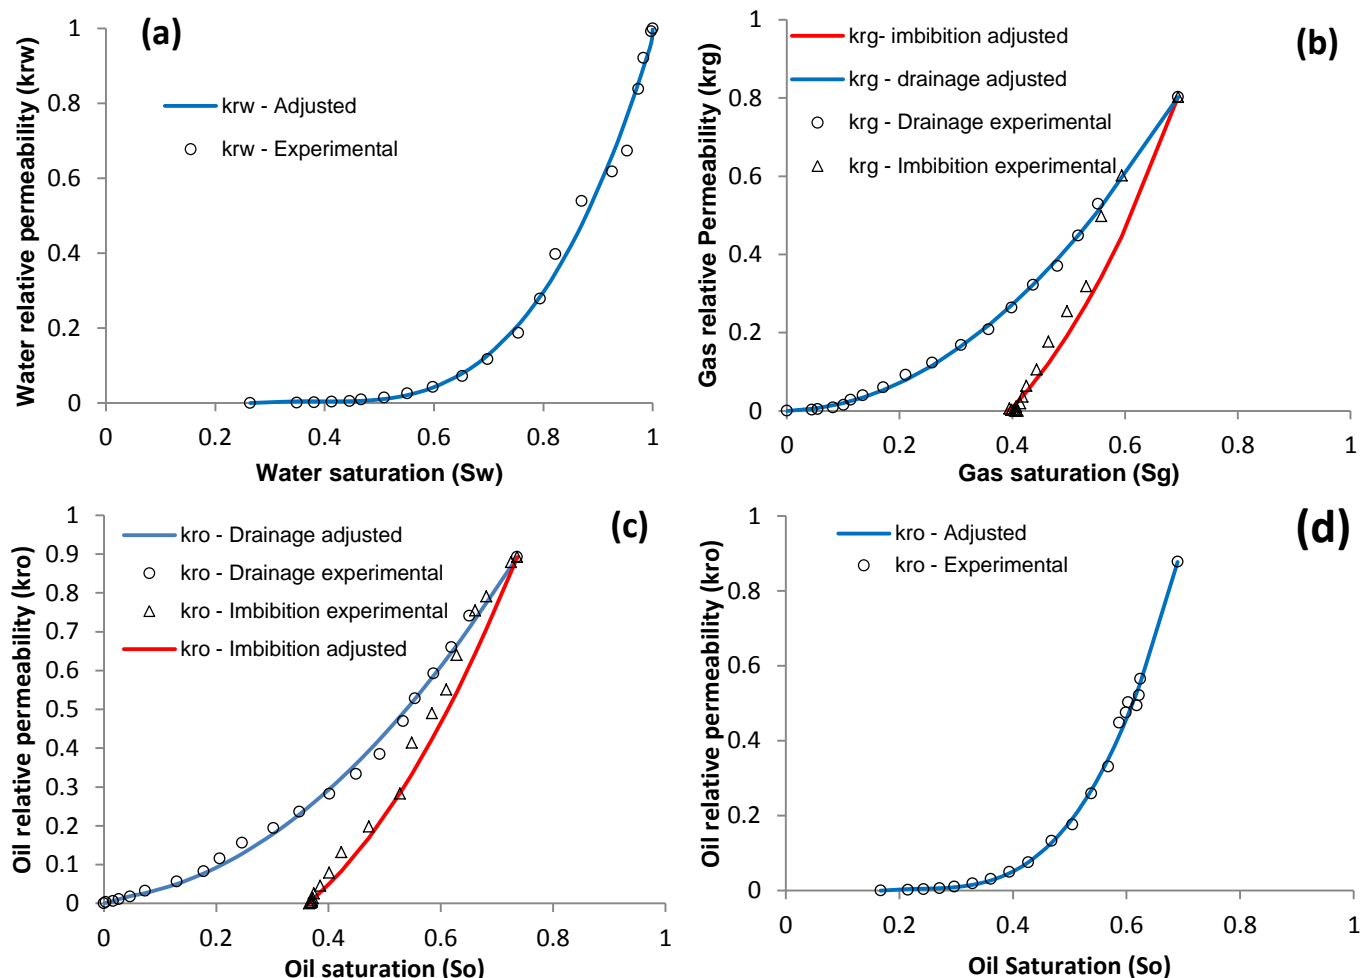 (a)
Water relative permeability (krw)
1
0.8
0.6
0.4
0.2
0
krw - Adjusted
krw - Experimental
0
0.2
0.4
0.6
0.8
1
Water saturation (Sw)
(b)
Gas relative Permeability (krg)
1
0.8
0.6
0.4
0.2
0
krg- imbibition adjusted
krg - drainage adjusted
krg - Drainage experimental
krg - Imbibition experimental
0
0.2
0.4
0.6
0.8
1
Gas saturation (Sg)
(c)
Oil relative permeability (kro)
1
0.9
0.8
0.7
0.6
0.5
0.4
0.3
0.2
0.1
0
kro - Drainage adjusted
kro - Drainage experimental
kro - Imbibition experimental
kro - Imbibition adjusted
0
0.2
0.4
0.6
0.8
1
Oil saturation (So)
(d)
Oil relative permeability (kro)
1
0.8
0.6
0.4
0.2
0
kro - Adjusted
kro - Experimental
0
0.2
0.4
0.6
0.8
1
Oil Saturation (So)